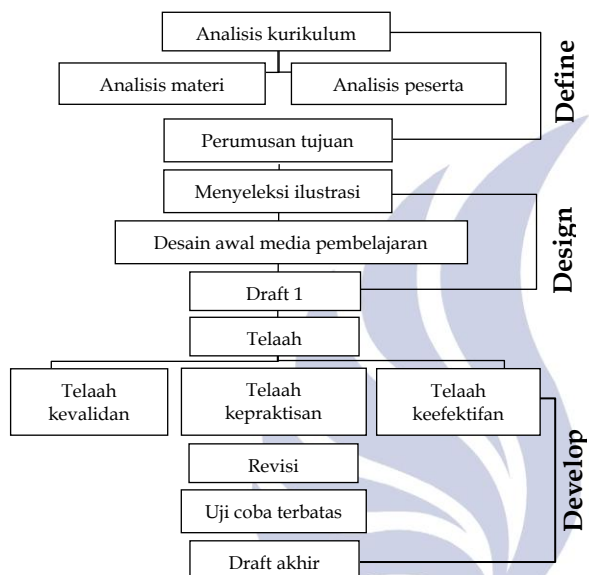 Analisis kurikulum
Analisis materi
Analisis peserta
Perumusan tujuan
Define
Menyeleksi ilustrasi
Desain awal media pembelajaran
Draft 1
Design
Telaah
Telaah
kevalidan
Telaah
kepraktisan
Telaah
keefektifan
Revisi
Uji coba terbatas
Draft akhir
Develop